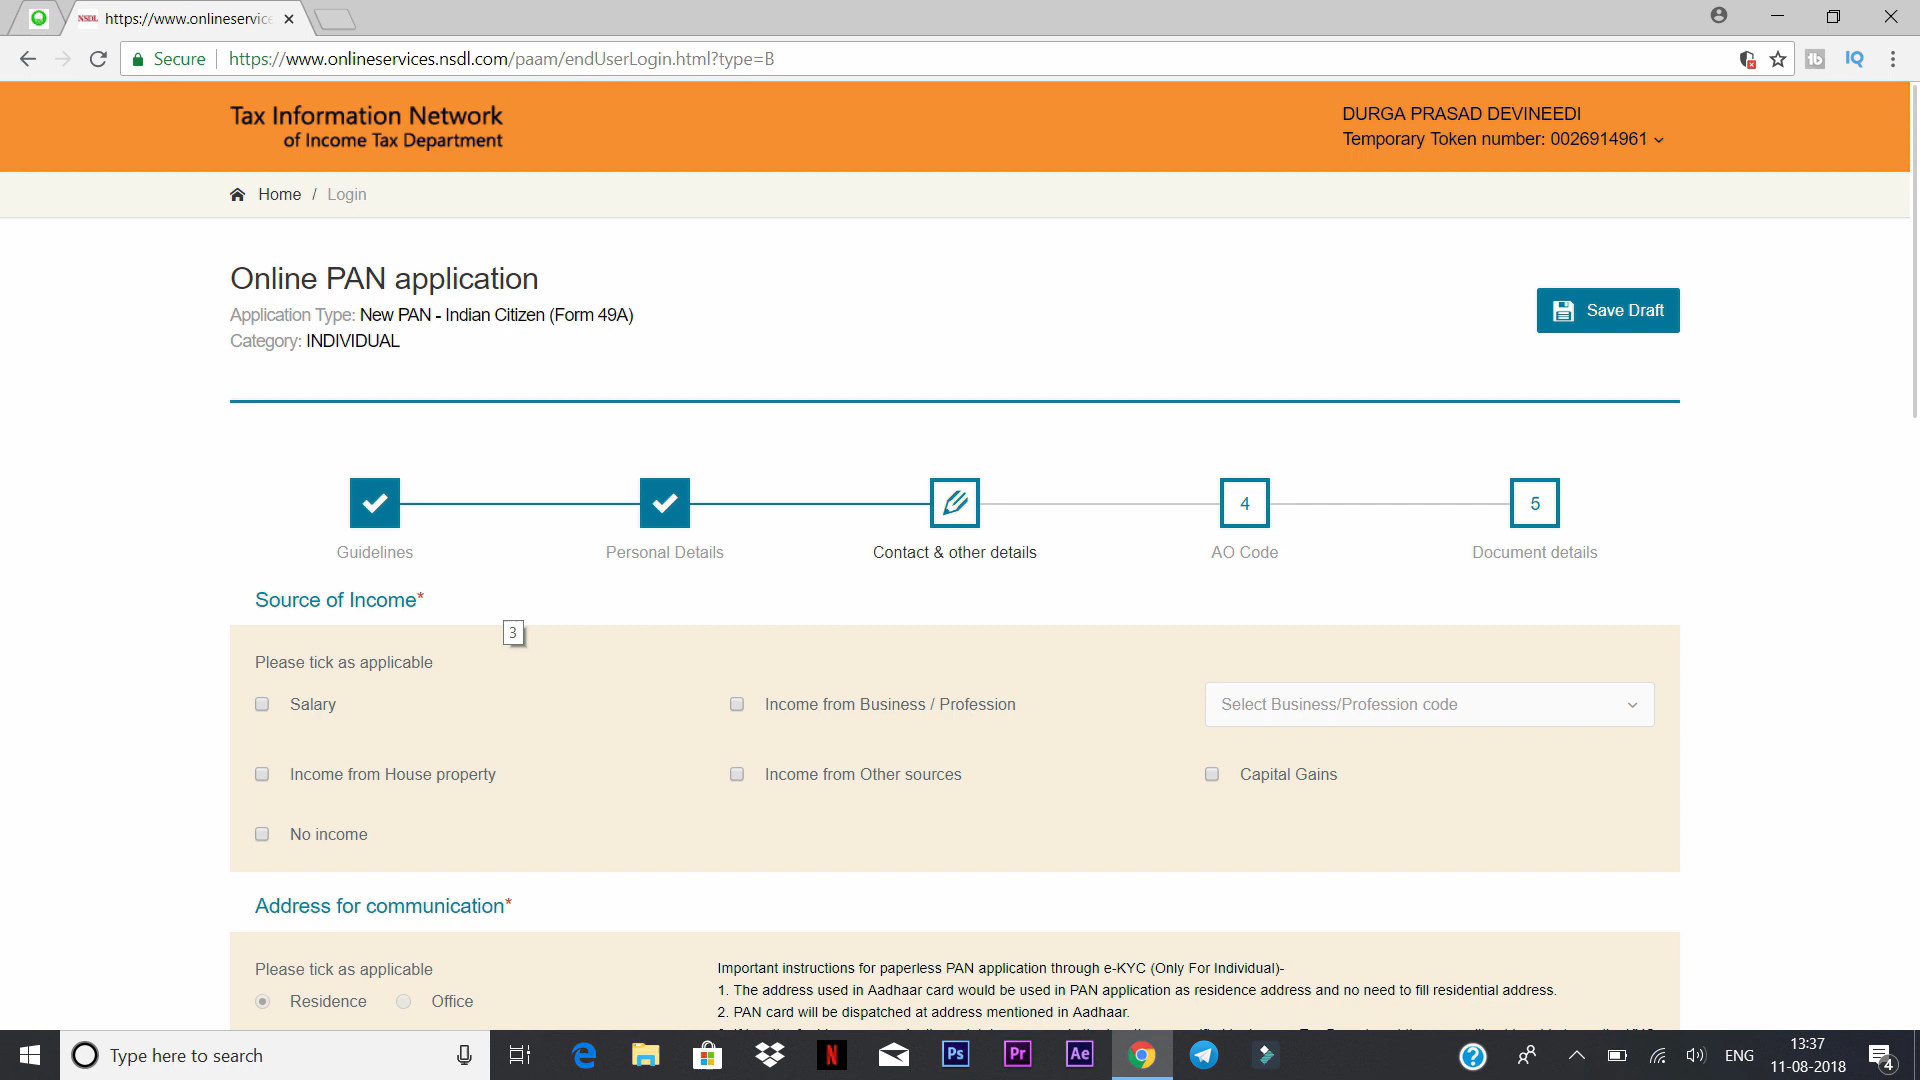 NSDL https://www.onlineservice
Secure https://www.onlineservices.nsdl.com/paam/endUserLogin.html?type=B
Tax Information Network
of Income Tax Department
DURGA PRASAD DEVINEEDI
Temporary Token number: 0026914961
Home / Login
Online PAN application
Application Type: New PAN - Indian Citizen (Form 49A)
Category: INDIVIDUAL
Save Draft
4
5
Guidelines
Personal Details
Contact & other details
AO Code
Document details
Source of Income*
3
Please tick as applicable
Salary
Income from Business / Profession
Select Business/Profession code
Income from House property
Income from Other sources
Capital Gains
No income
Address for communication*
Please tick as applicable
Residence
Office
Important instructions for paperless PAN application through e-KYC (Only For Individual)-
1. The address used in Aadhaar card would be used in PAN application as residence address and no need to fill residential address.
2. PAN card will be dispatched at address mentioned in Aadhaar.
Type here to search
Ps
Pr
Ae
ENG
13:37
11-08-2018
4